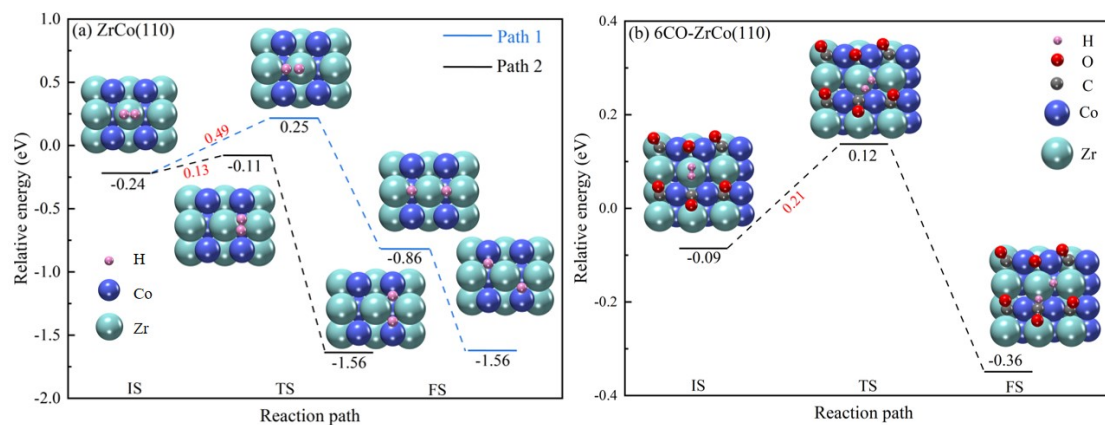 (a) ZrCo(110)
Path 1
Path 2
1.0
0.5
0.0
-0.5
-1.0
-1.5
-2.0
Relative energy (eV)
0.49
0.25
-0.24
0.13
-0.11
-0.86
-1.56
-1.56
H
Co
Zr
IS
TS
FS
Reaction path
(b) 6CO-ZrCo(110)
H
O
C
Co
Zr
0.4
0.2
0.0
-0.2
-0.4
Relative energy (eV)
0.12
0.21
-0.09
-0.36
IS
TS
FS
Reaction path